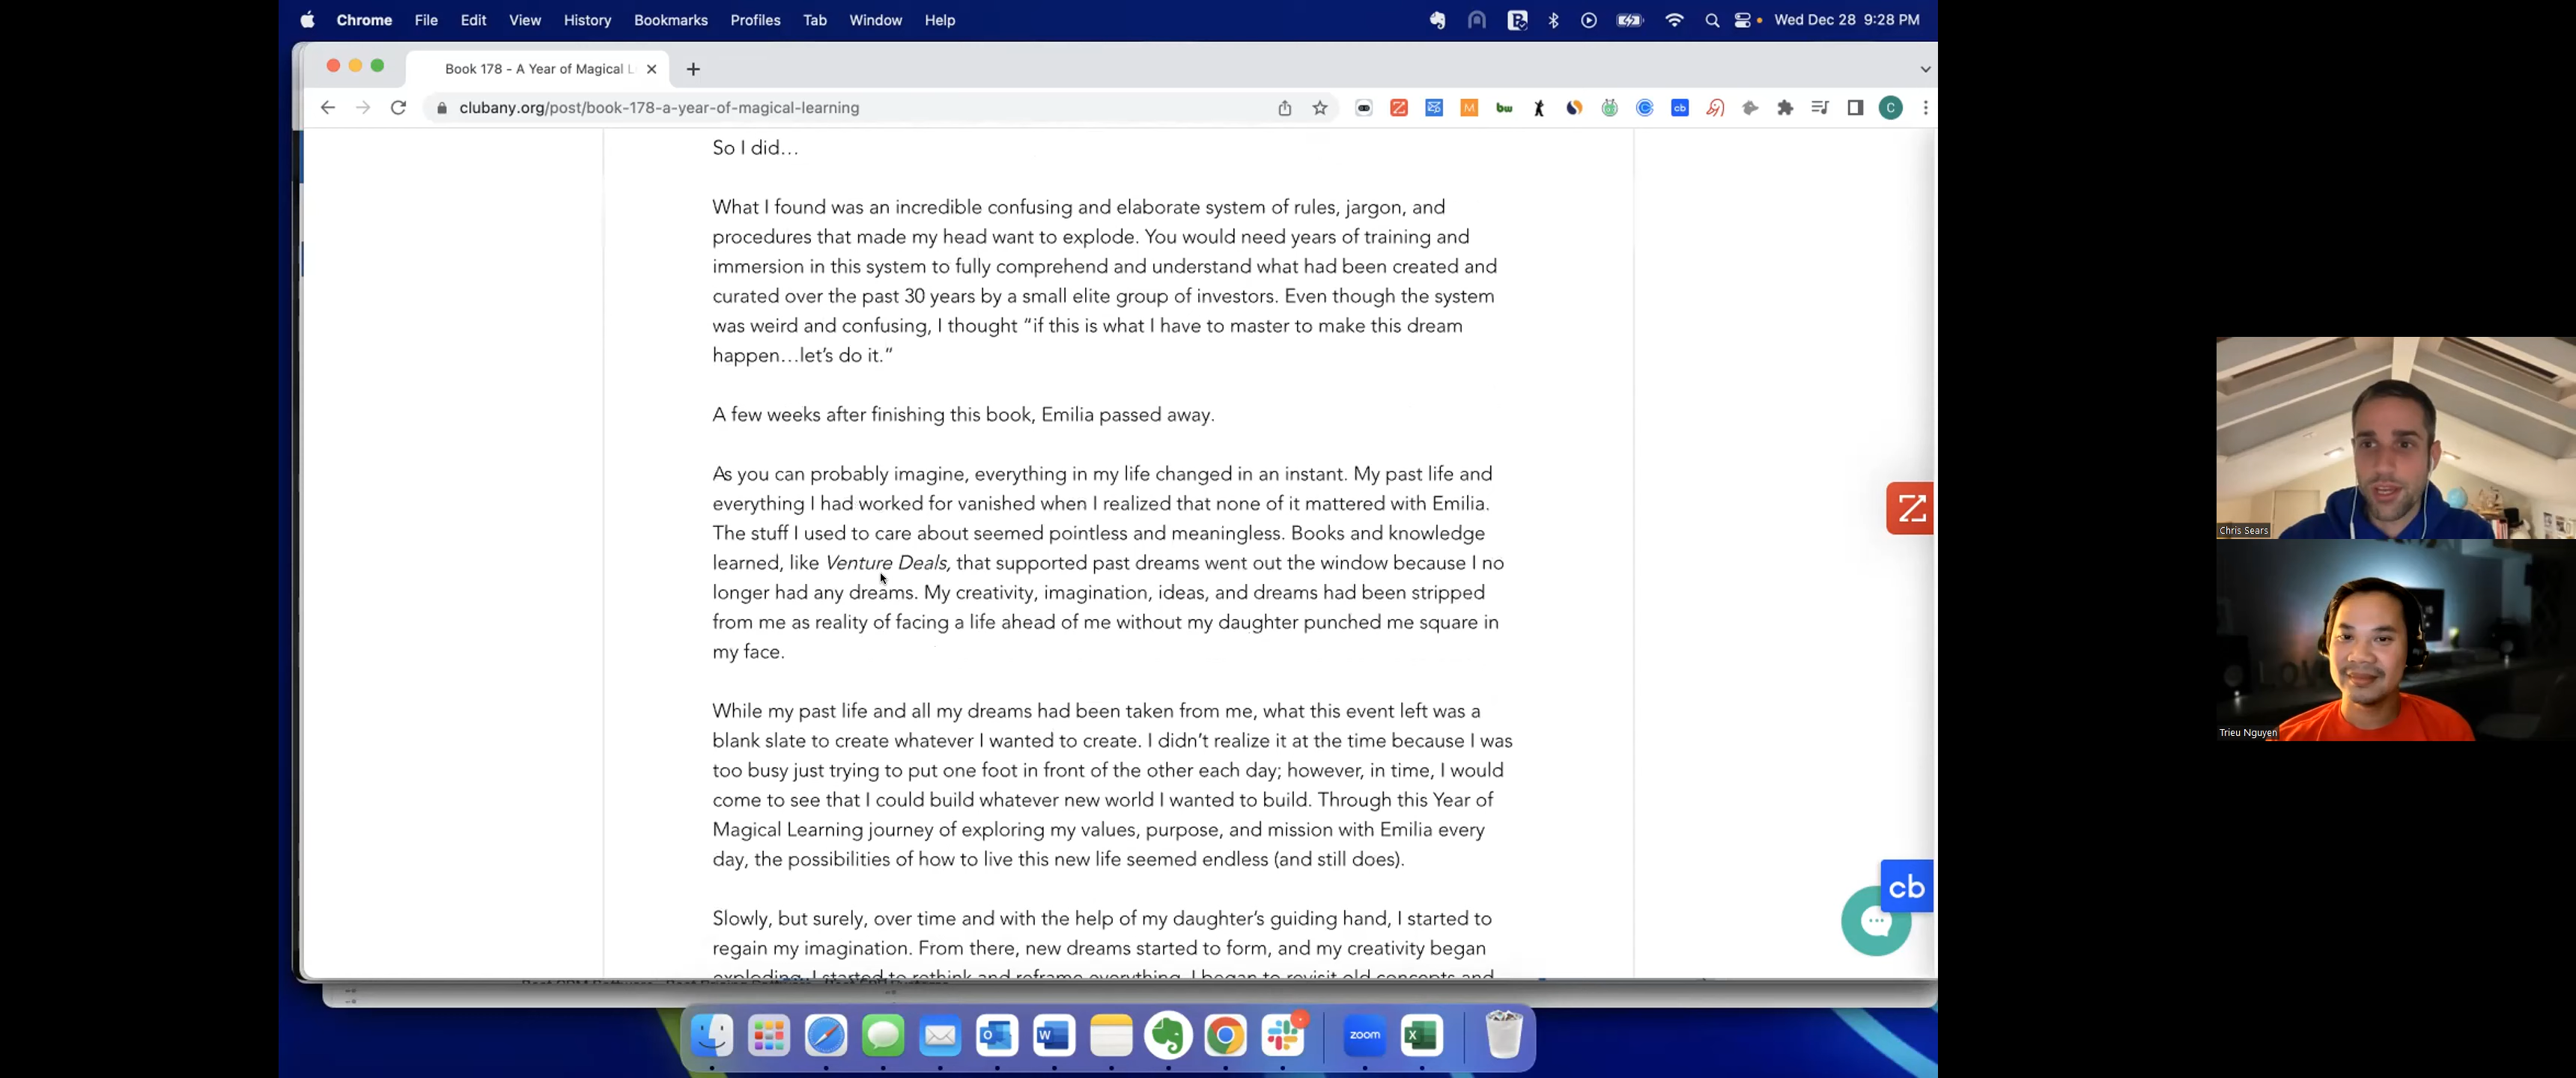 Chrome File Edit View History Bookmarks Profiles Tab Window Help
Wed Dec 28 9:28 PM
Book 178 - A Year of Magical L
clubany.org/post/book-178-a-year-of-magical-learning
M
bw
cb
C
So I did…
What I found was an incredible confusing and elaborate system of rules, jargon, and
procedures that made my head want to explode. You would need years of training and
immersion in this system to fully comprehend and understand what had been created and
curated over the past 30 years by a small elite group of investors. Even though the system
was weird and confusing, I thought “if this is what I have to master to make this dream
happen…let’s do it.”
A few weeks after finishing this book, Emilia passed away.
As you can probably imagine, everything in my life changed in an instant. My past life and
everything I had worked for vanished when I realized that none of it mattered with Emilia.
The stuff I used to care about seemed pointless and meaningless. Books and knowledge
learned, like Venture Deals, that supported past dreams went out the window because I no
longer had any dreams. My creativity, imagination, ideas, and dreams had been stripped
from me as reality of facing a life ahead of me without my daughter punched me square in
my face.
While my past life and all my dreams had been taken from me, what this event left was a
blank slate to create whatever I wanted to create. I didn’t realize it at the time because I was
too busy just trying to put one foot in front of the other each day; however, in time, I would
come to see that I could build whatever new world I wanted to build. Through this Year of
Magical Learning journey of exploring my values, purpose, and mission with Emilia every
day, the possibilities of how to live this new life seemed endless (and still does).
Slowly, but surely, over time and with the help of my daughter’s guiding hand, I started to
regain my imagination. From there, new dreams started to form, and my creativity began
exploding. I started to rethink and reframe everything. I began to revisit old concepts and
Z
cb
zoom
Chris Sears
Trieu Nguyen